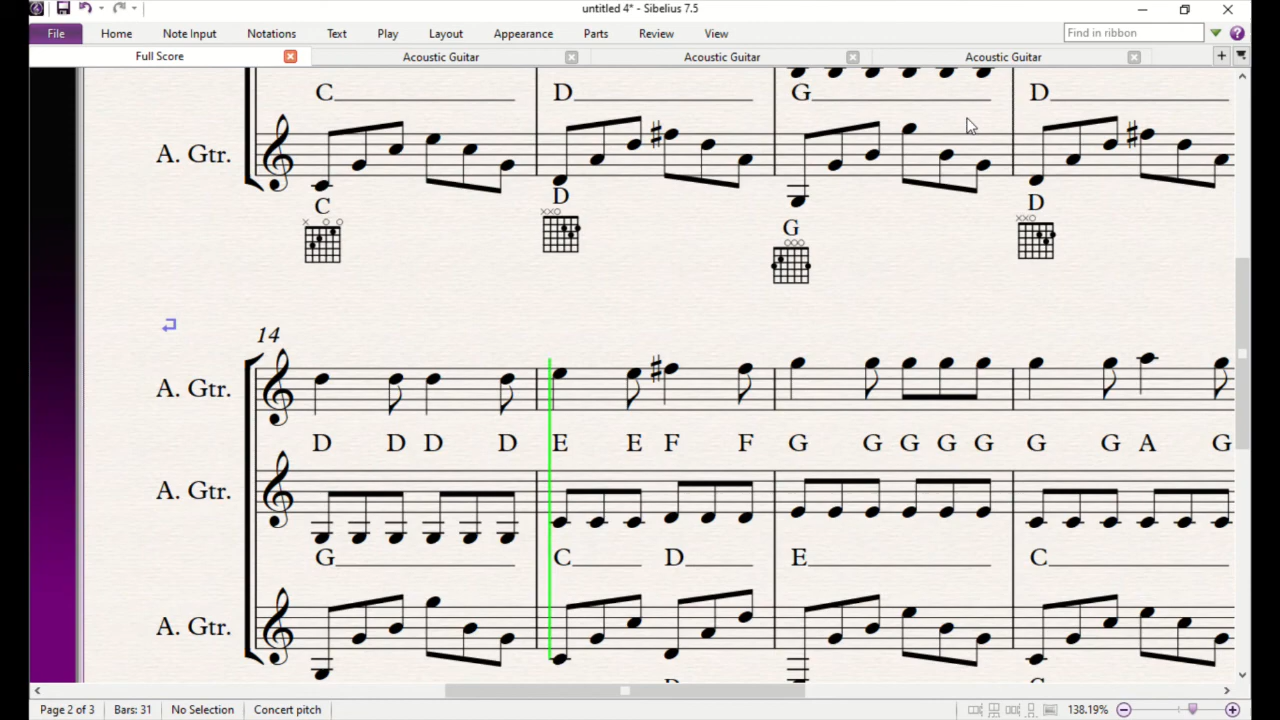 untitled 4* - Sibelius 7.5
File Home Note Input Notations Text Play Layout Appearance Parts Review View Find in ribbon
Full Score Acoustic Guitar Acoustic Guitar Acoustic Guitar
C D G D
A. Gtr.
C D G D
14
A. Gtr.
D D D D E E F F G G G G G G G A G
A. Gtr.
G C D E C
A. Gtr.
Page 2 of 3 Bars: 31 No Selection Concert pitch 138.19%